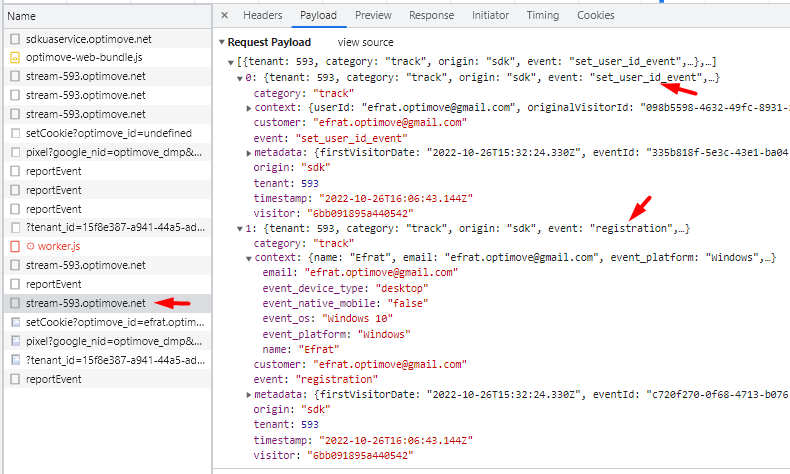 Name
sdkuaservice.optimove.net
optimove-web-bundle.js
stream-593.optimove.net
stream-593.optimove.net
stream-593.optimove.net
setCookie?optimove_id=undefined
pixel?google_nid=optimove_dmp&...
reportEvent
reportEvent
reportEvent
?tenant_id=15f8e387-a941-44a5-ad...
worker.js
stream-593.optimove.net
reportEvent
stream-593.optimove.net
setCookie?optimove_id=efrat.optim...
pixel?google_nid=optimove_dmp&...
?tenant_id=15f8e387-a941-44a5-ad...
reportEvent
× Headers Payload Preview Response Initiator Timing Cookies
▼Request Payload view source
▼[{tenant: 593, category: "track", origin: "sdk", event: "set_user_id_event",…},…]
▼0: {tenant: 593, category: "track", origin: "sdk", event: "set_user_id_event",…}
category: "track"
▶context: {userId: "efrat.optimove@gmail.com", originalVisitorId: "098b5598-4632-49fc-8931-
customer: "efrat.optimove@gmail.com"
event: "set_user_id_event"
▶metadata: {firstVisitorDate: "2022-10-26T15:32:24.330Z", eventId: "335b818f-5e3c-43e1-ba04
origin: "sdk"
tenant: 593
timestamp: "2022-10-26T16:06:43.144Z"
visitor: "6bb091895a440542"
▼1: {tenant: 593, category: "track", origin: "sdk", event: "registration",…}
category: "track"
▼context: {name: "Efrat", email: "efrat.optimove@gmail.com", event_platform: "Windows",…}
email: "efrat.optimove@gmail.com"
event_device_type: "desktop"
event_native_mobile: "false"
event_os: "Windows 10"
event_platform: "Windows"
name: "Efrat"
customer: "efrat.optimove@gmail.com"
event: "registration"
▶metadata: {firstVisitorDate: "2022-10-26T15:32:24.330Z", eventId: "c720f270-0f68-4713-b076
origin: "sdk"
tenant: 593
timestamp: "2022-10-26T16:06:43.144Z"
visitor: "6bb091895a440542"